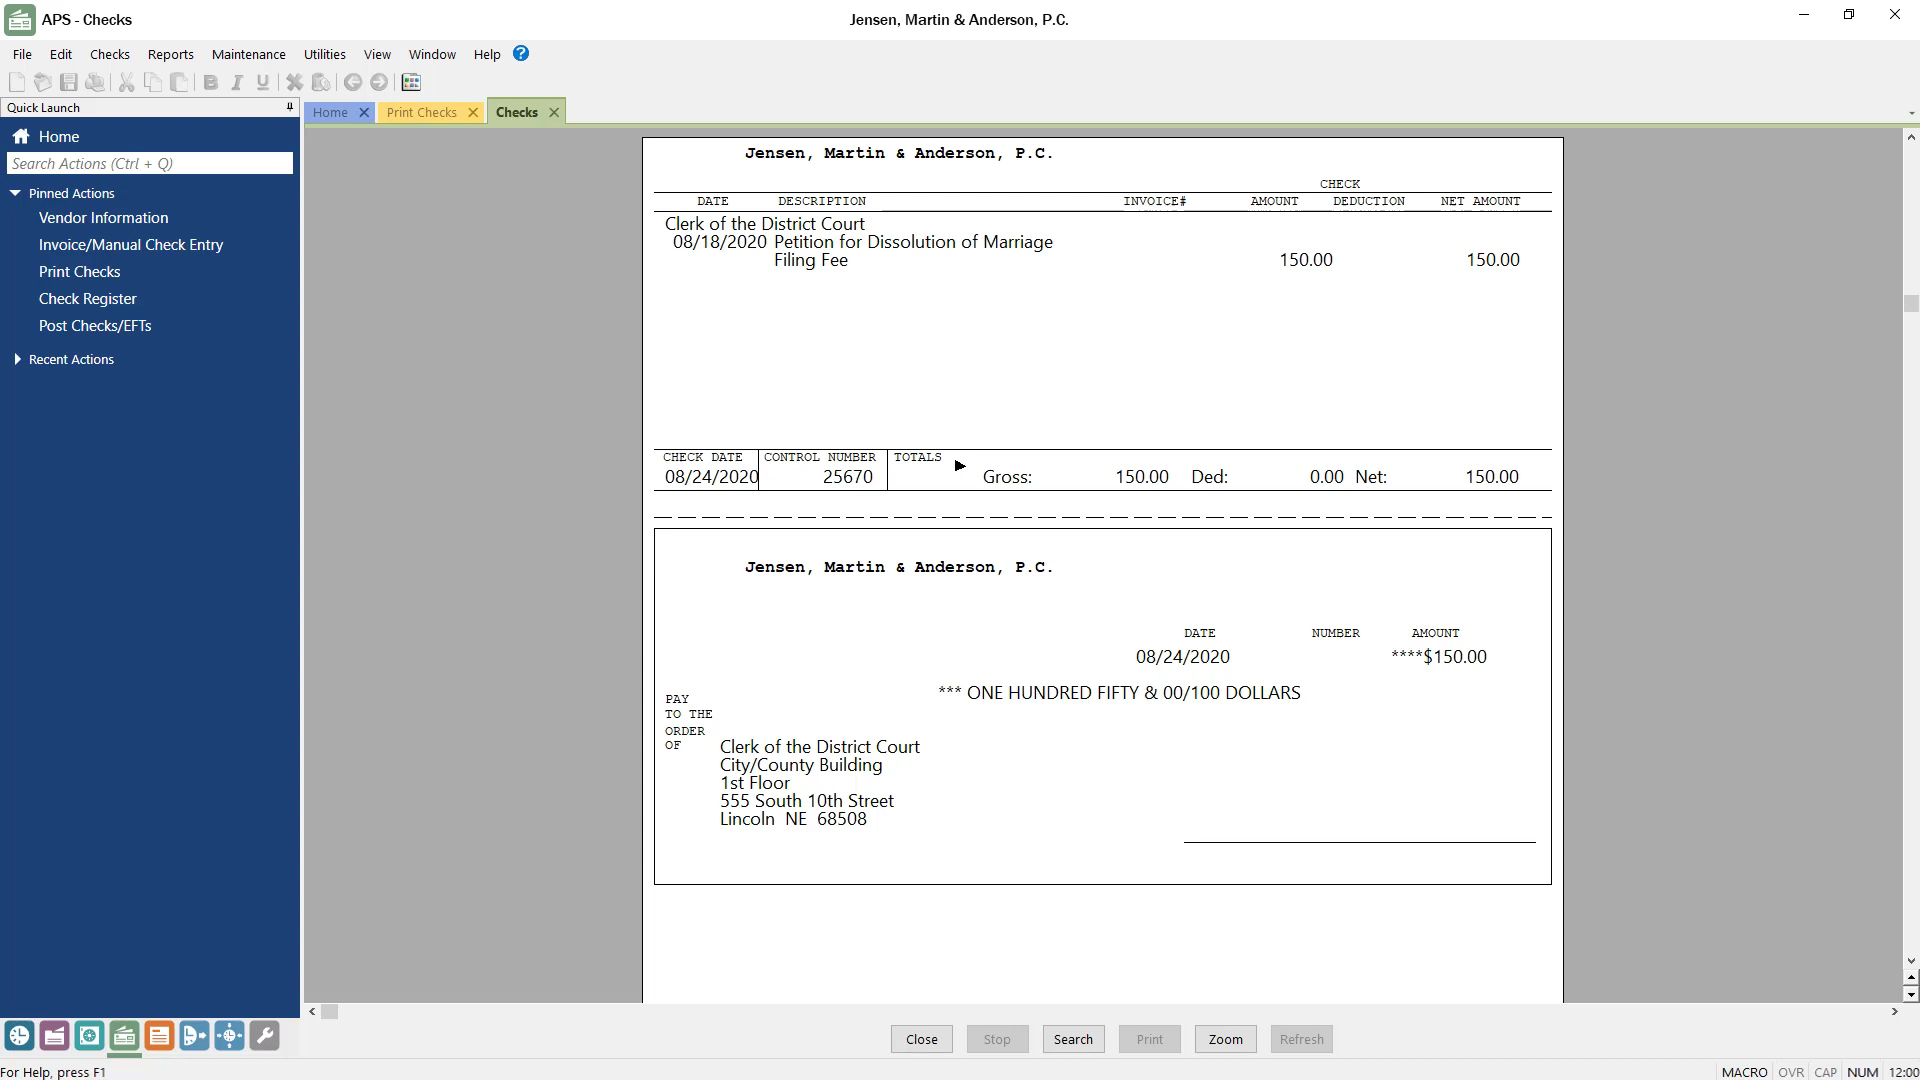 APS - Checks
Jensen, Martin & Anderson, P.C.
File Edit Checks Reports Maintenance Utilities View Window Help ?
B I U
Quick Launch
Home
Print Checks
Checks
Home
Search Actions (Ctrl + Q)
Pinned Actions
Vendor Information
Invoice/Manual Check Entry
Print Checks
Check Register
Post Checks/EFTs
Recent Actions
Jensen, Martin & Anderson, P.C.
CHECK
DATE DESCRIPTION INVOICE# AMOUNT DEDUCTION NET AMOUNT
Clerk of the District Court
08/18/2020 Petition for Dissolution of Marriage
Filing Fee 150.00 150.00
CHECK DATE CONTROL NUMBER TOTALS
08/24/2020 25670 Gross: 150.00 Ded: 0.00 Net: 150.00
Jensen, Martin & Anderson, P.C.
DATE NUMBER AMOUNT
08/24/2020 ****$150.00
*** ONE HUNDRED FIFTY & 00/100 DOLLARS
PAY
TO THE
ORDER
OF
Clerk of the District Court
City/County Building
1st Floor
555 South 10th Street
Lincoln NE 68508
Close Stop Search Print Zoom Refresh
For Help, press F1
MACRO OVR CAP NUM 12:00